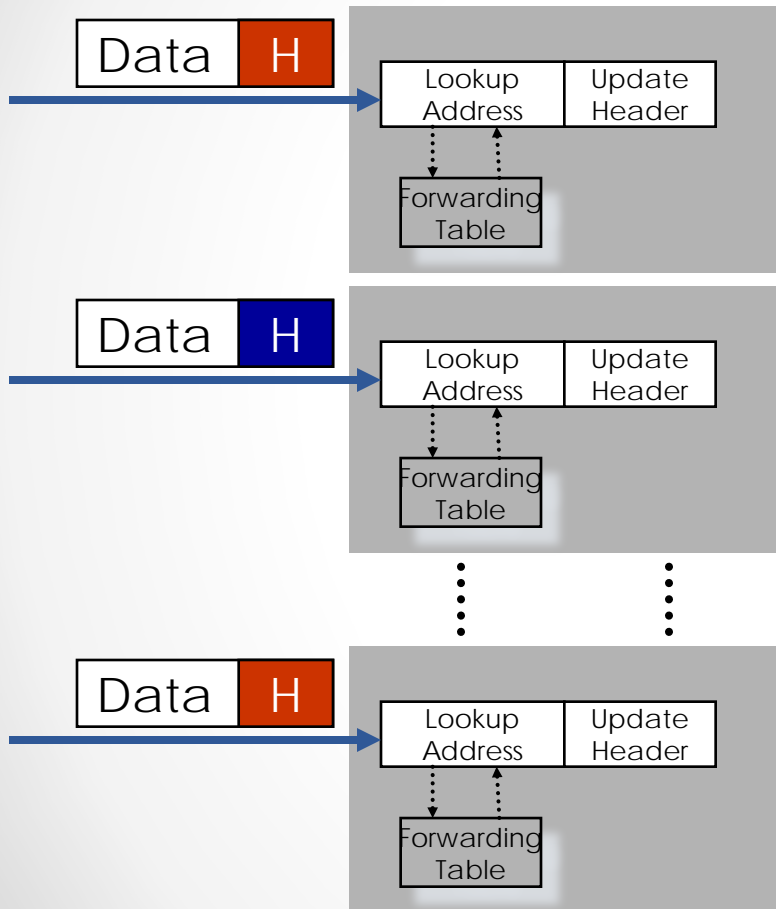 Data H
Lookup Update
Address Header
Forwarding
Table
Data H
Lookup Update
Address Header
Forwarding
Table
Data H
Lookup Update
Address Header
Forwarding
Table